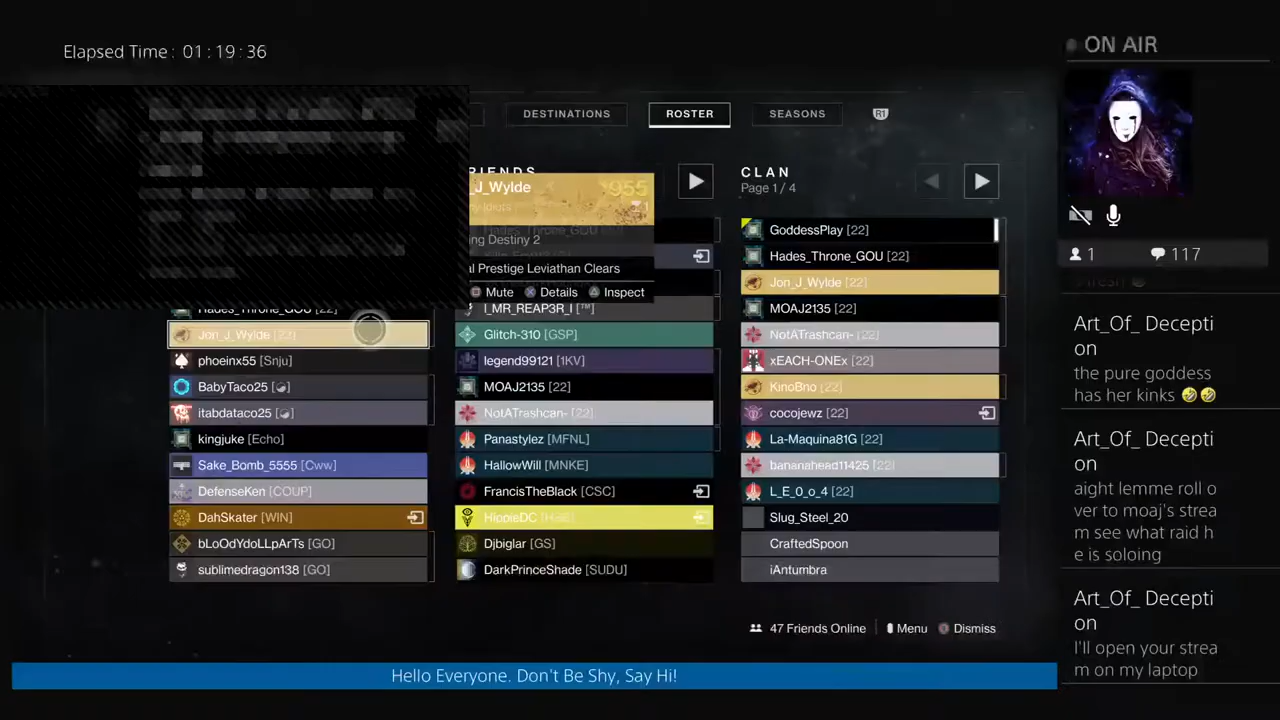 Elapsed Time: 01:19:36
ON AIR
DESTINATIONS
ROSTER
SEASONS
R1
CLAN
Page 1 / 4
_J_Wylde
955
ng Destiny 2
l Prestige Leviathan Clears
Mute
Details
Inspect
Jon_J_Wylde [22]
phoeinx55 [Snju]
BabyTaco25
itabdataco25
kingjuke [Echo]
Sake_Bomb_5555 [Cww]
DefenseKen [COUP]
DahSkater [WIN]
bLoOdYdoLLpArTs [GO]
sublimedragon138 [GO]
I_MR_REAP3R_I [™]
Glitch-310 [GSP]
legend99121 [1KV]
MOAJ2135 [22]
NotATrashcan- [22]
Panastylez [MFNL]
HallowWill [MNKE]
FrancisTheBlack [CSC]
HippieDC
Djbiglar [GS]
DarkPrinceShade [SUDU]
GoddessPlay [22]
Hades_Throne_GOU [22]
Jon_J_Wylde [22]
MOAJ2135 [22]
NotATrashcan- [22]
xEACH-ONEx [22]
KinoBno [22]
cocojewz [22]
La-Maquina81G [22]
bananahead11425 [22]
L_E_0_o_4 [22]
Slug_Steel_20
CraftedSpoon
iAntumbra
47 Friends Online
Menu
Dismiss
Hello Everyone. Don't Be Shy, Say Hi!
1
117
Art_Of_ Decepti
on
the pure goddess
has her kinks 🤣🤣
Art_Of_ Decepti
on
aight lemme roll o
ver to moaj's strea
m see what raid h
e is soloing
Art_Of_ Decepti
on
I'll open your strea
m on my laptop